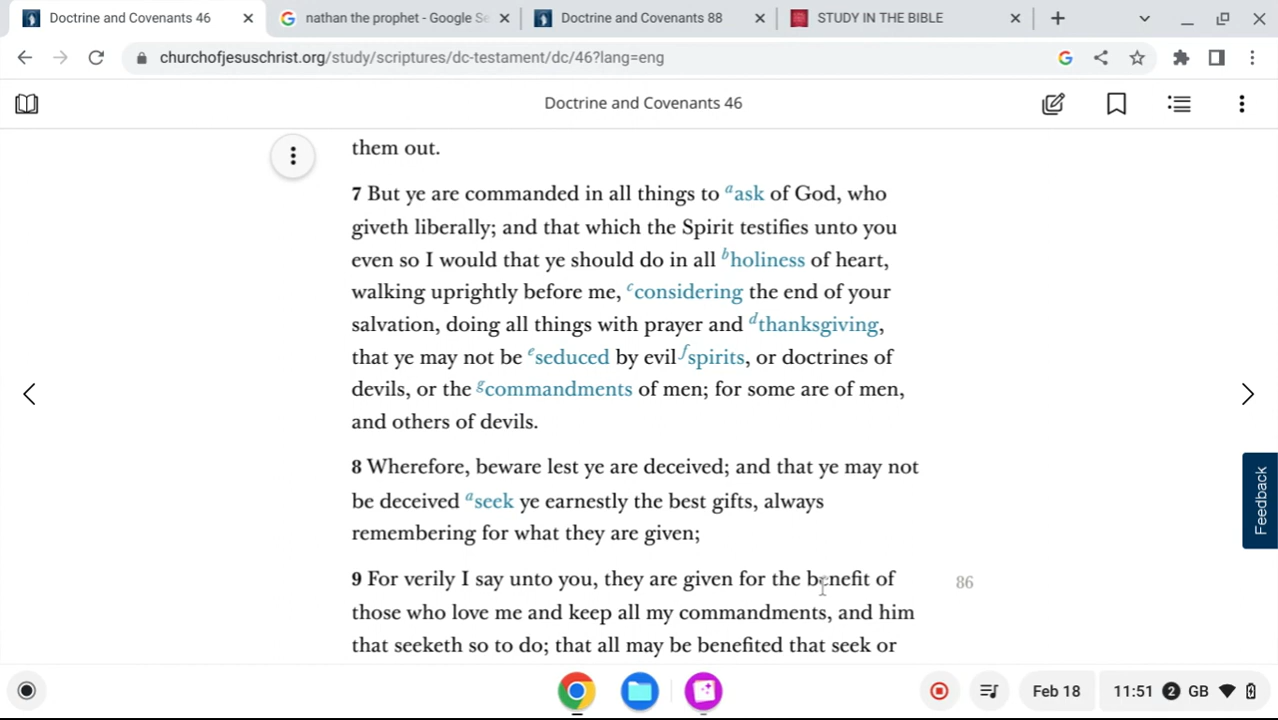 Doctrine and Covenants 46
nathan the prophet - Google Se
Doctrine and Covenants 88
STUDY IN THE BIBLE
churchofjesuschrist.org/study/scriptures/dc-testament/dc/46?lang=eng
Doctrine and Covenants 46
them out.
7 But ye are commanded in all things to aask of God, who
giveth liberally; and that which the Spirit testifies unto you
even so I would that ye should do in all bholiness of heart,
walking uprightly before me, cconsidering the end of your
salvation, doing all things with prayer and dthanksgiving,
that ye may not be eseduced by evil fspirits, or doctrines of
devils, or the gcommandments of men; for some are of men,
and others of devils.
8 Wherefore, beware lest ye are deceived; and that ye may not
be deceived aseek ye earnestly the best gifts, always
remembering for what they are given;
9 For verily I say unto you, they are given for the benefit of
86
those who love me and keep all my commandments, and him
that seeketh so to do; that all may be benefited that seek or
Feedback
Feb 18
11:51 2 GB